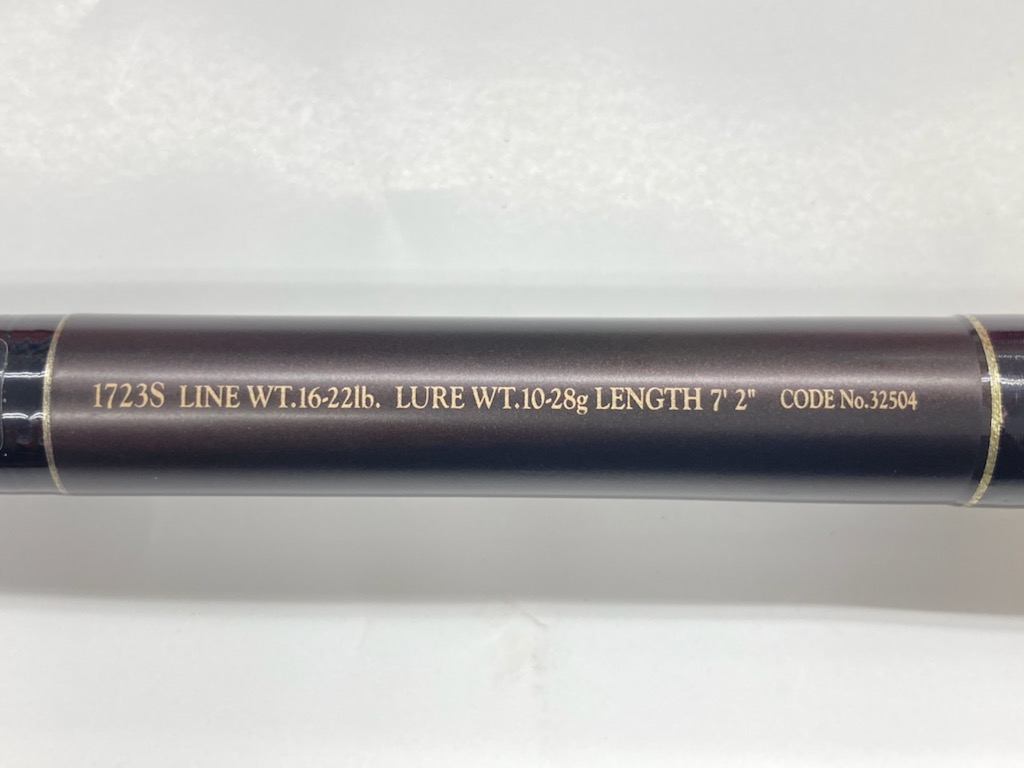 1723S LINE WT.16-22lb. LURE WT.10-28g LENGTH 7' 2" CODE No.32504